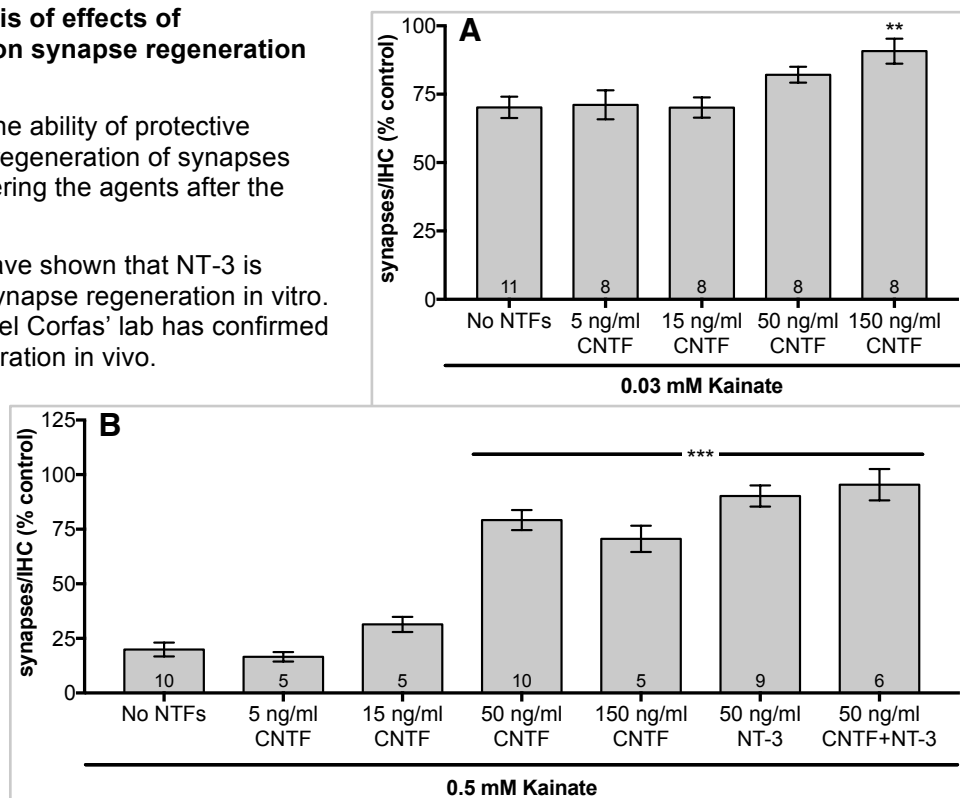 is of effects of
on synapse regeneration
he ability of protective
regeneration of synapses
ering the agents after the
ave shown that NT-3 is
ynapse regeneration in vitro.
el Corfas' lab has confirmed
ration in vivo.
A
synapses/IHC (% control)
100
75
50
25
0
**
11 8 8 8 8
No NTFs 5 ng/ml 15 ng/ml 50 ng/ml 150 ng/ml
CNTF CNTF CNTF CNTF
0.03 mM Kainate
B
synapses/IHC (% control)
125
100
75
50
25
0
***
10 5 5 10 5 9 6
No NTFs 5 ng/ml 15 ng/ml 50 ng/ml 150 ng/ml 50 ng/ml 50 ng/ml
CNTF CNTF CNTF CNTF NT-3 CNTF+NT-3
0.5 mM Kainate